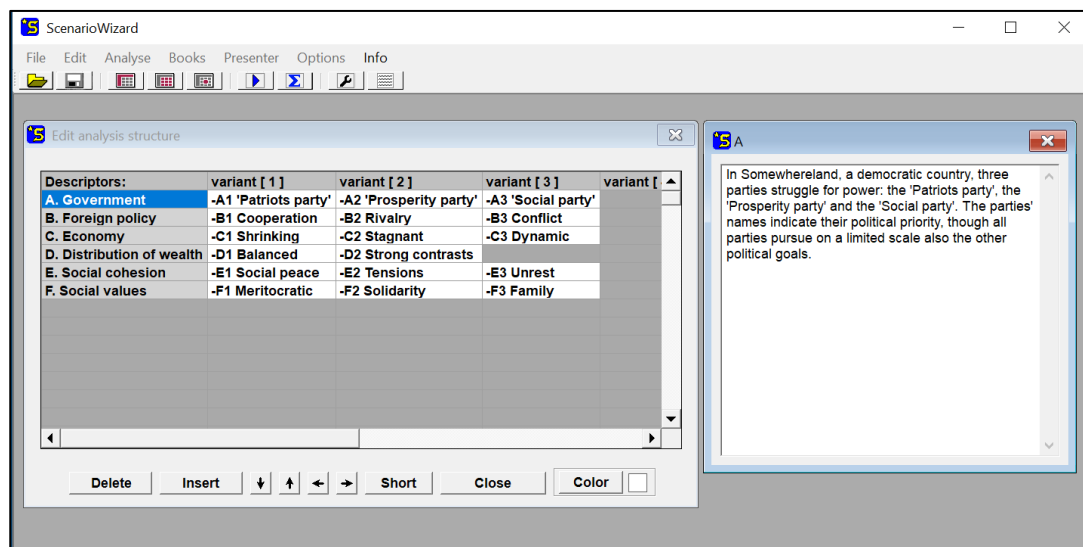 ScenarioWizard
File Edit Analyse Books Presenter Options Info
Edit analysis structure
Descriptors: variant [ 1 ] variant [ 2 ] variant [ 3 ] variant [
A. Government -A1 'Patriots party' -A2 'Prosperity party' -A3 'Social party'
B. Foreign policy -B1 Cooperation -B2 Rivalry -B3 Conflict
C. Economy -C1 Shrinking -C2 Stagnant -C3 Dynamic
D. Distribution of wealth -D1 Balanced -D2 Strong contrasts
E. Social cohesion -E1 Social peace -E2 Tensions -E3 Unrest
F. Social values -F1 Meritocratic -F2 Solidarity -F3 Family
Delete Insert Short Close Color
A
In Somewhereland, a democratic country, three
parties struggle for power: the 'Patriots party', the
'Prosperity party' and the 'Social party'. The parties'
names indicate their political priority, though all
parties pursue on a limited scale also the other
political goals.